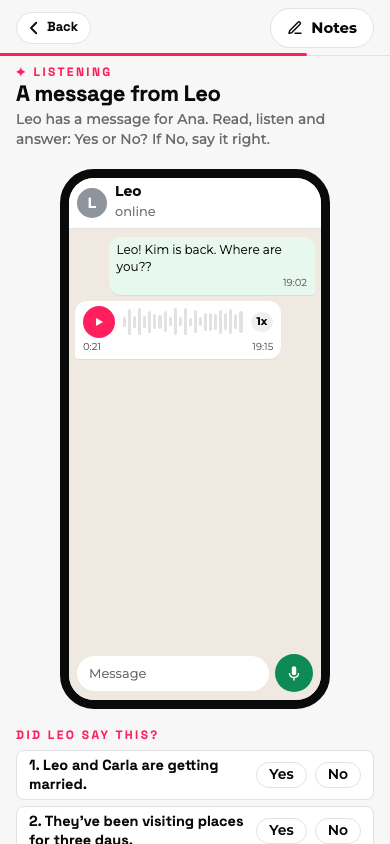 Back
Notes
LISTENING
A message from Leo
Leo has a message for Ana. Read, listen and
answer: Yes or No? If No, say it right.
L
Leo
online
Leo! Kim is back. Where are
you??
19:02
1x
0:21
19:15
Message
DID LEO SAY THIS?
1. Leo and Carla are getting
married.
Yes
No
2. They've been visiting places
for three days.
Yes
No